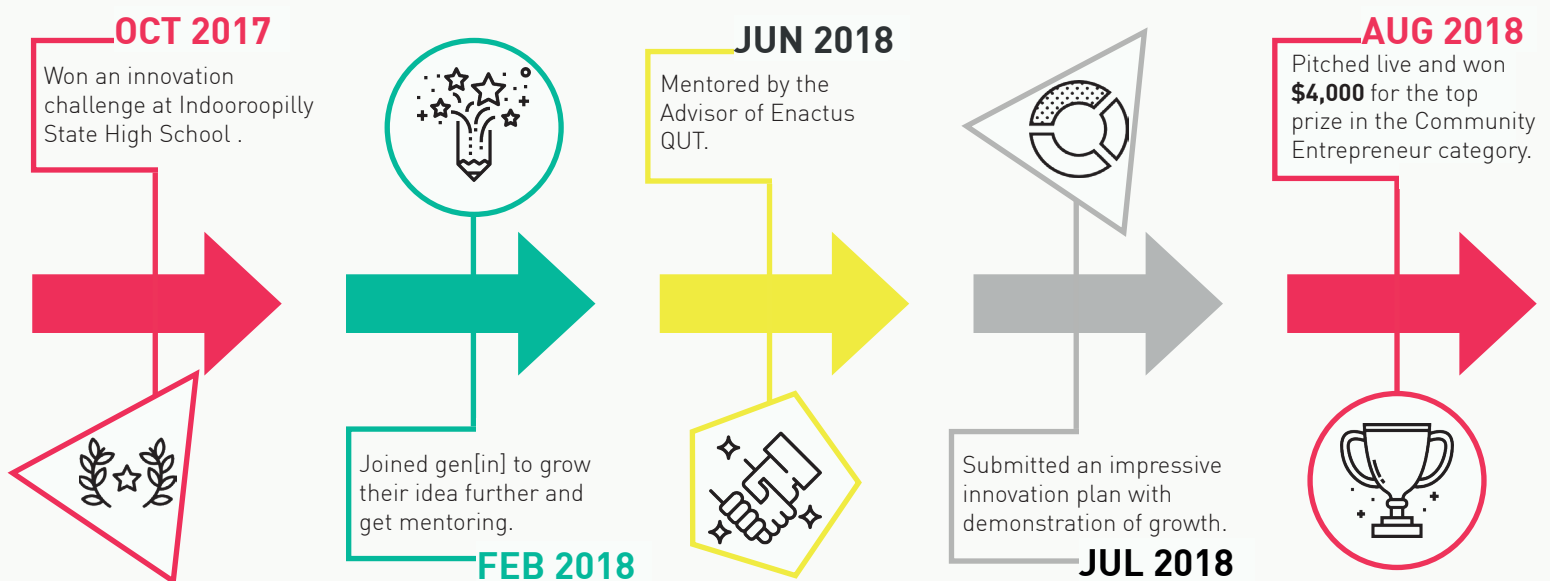 OCT 2017
Won an innovation
challenge at Indooroopilly
State High School .
Joined gen[in] to grow
their idea further and
get mentoring.
FEB 2018
JUN 2018
Mentored by the
Advisor of Enactus
QUT.
Submitted an impressive
innovation plan with
demonstration of growth.
JUL 2018
AUG 2018
Pitched live and won
$4,000 for the top
prize in the Community
Entrepreneur category.